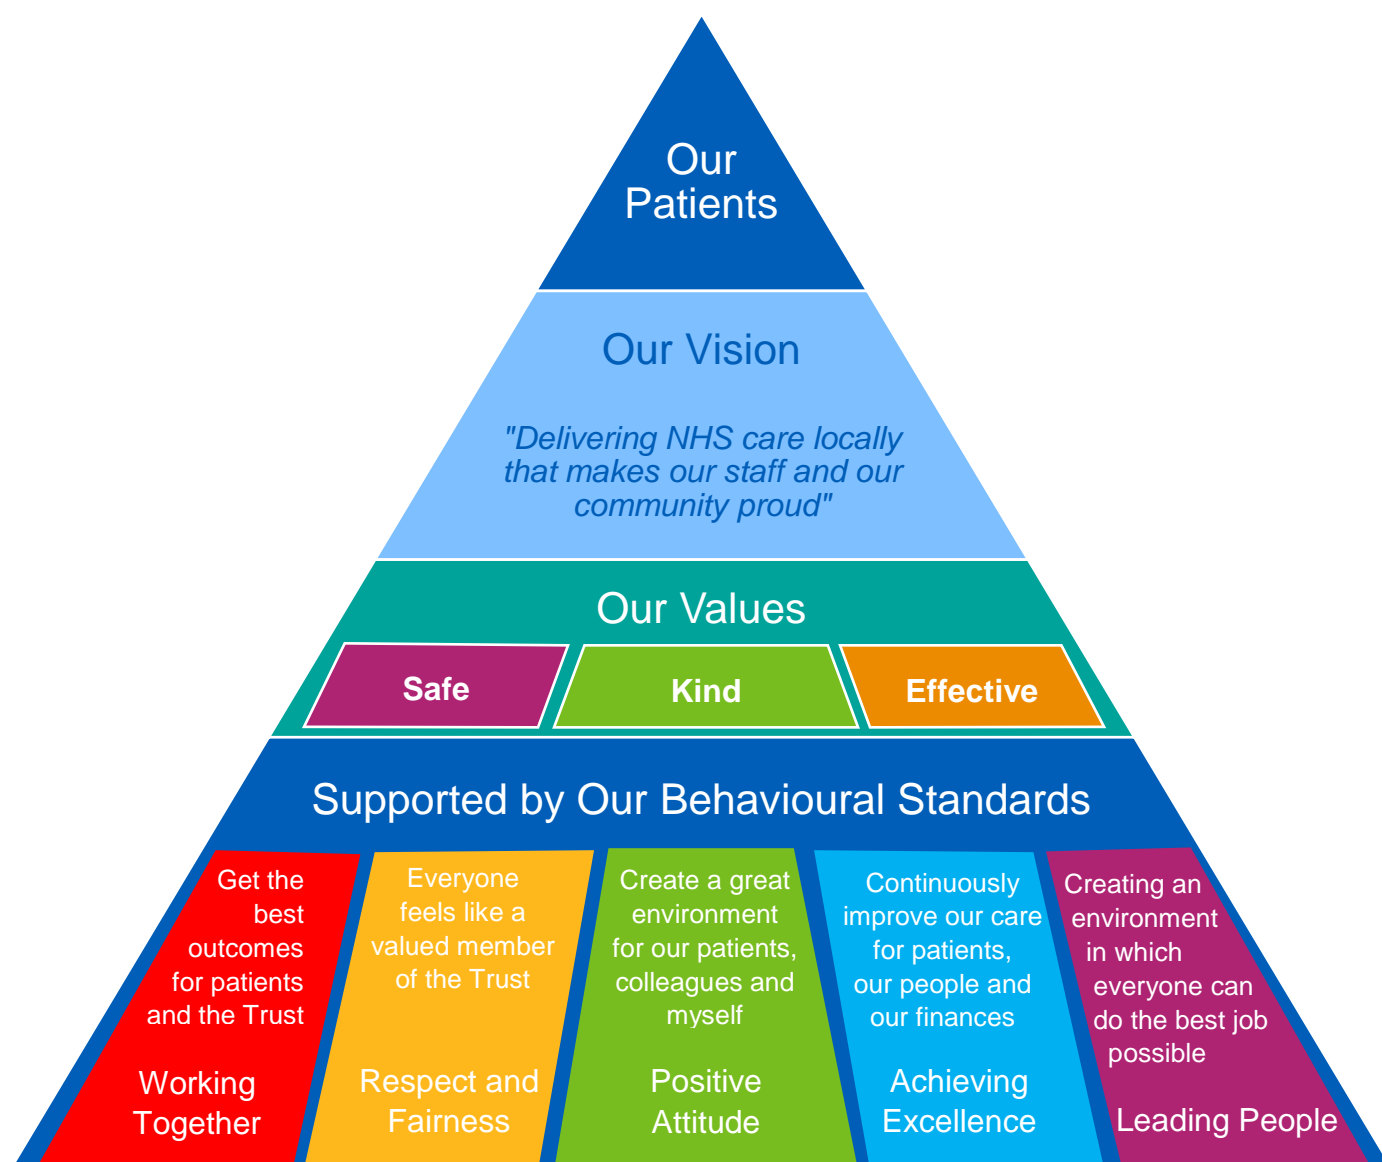 Our
Patients
Our Vision
"Delivering NHS care locally
that makes our staff and our
community proud"
Our Values
Safe
Kind
Effective
Supported by Our Behavioural Standards
Get the
best
outcomes
for patients
and the Trust
Working
Together
Everyone
feels like a
valued member
of the Trust
Respect and
Fairness
Create a great
environment
for our patients,
colleagues and
myself
Positive
Attitude
Continuously
improve our care
for patients,
our people and
our finances
Achieving
Excellence
Creating an
environment
in which
everyone can
do the best job
possible
Leading People